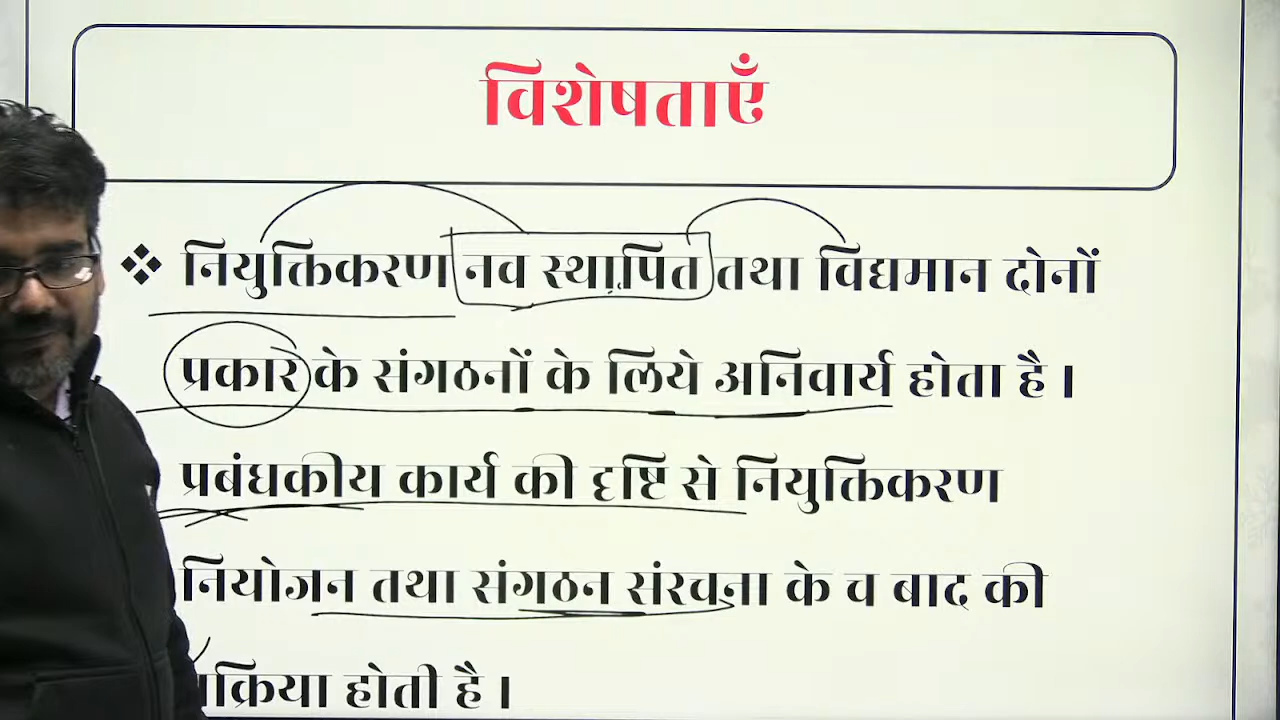 विशेषताएँ
❖ नियुक्तिकरण नव स्थापित तथा विद्यमान दोनों
प्रकार के संगठनों के लिये अनिवार्य होता है ।
प्रबंधकीय कार्य की दृष्टि से नियुक्तिकरण
नियोजन तथा संगठन संरचना के च बाद की
होती है ।